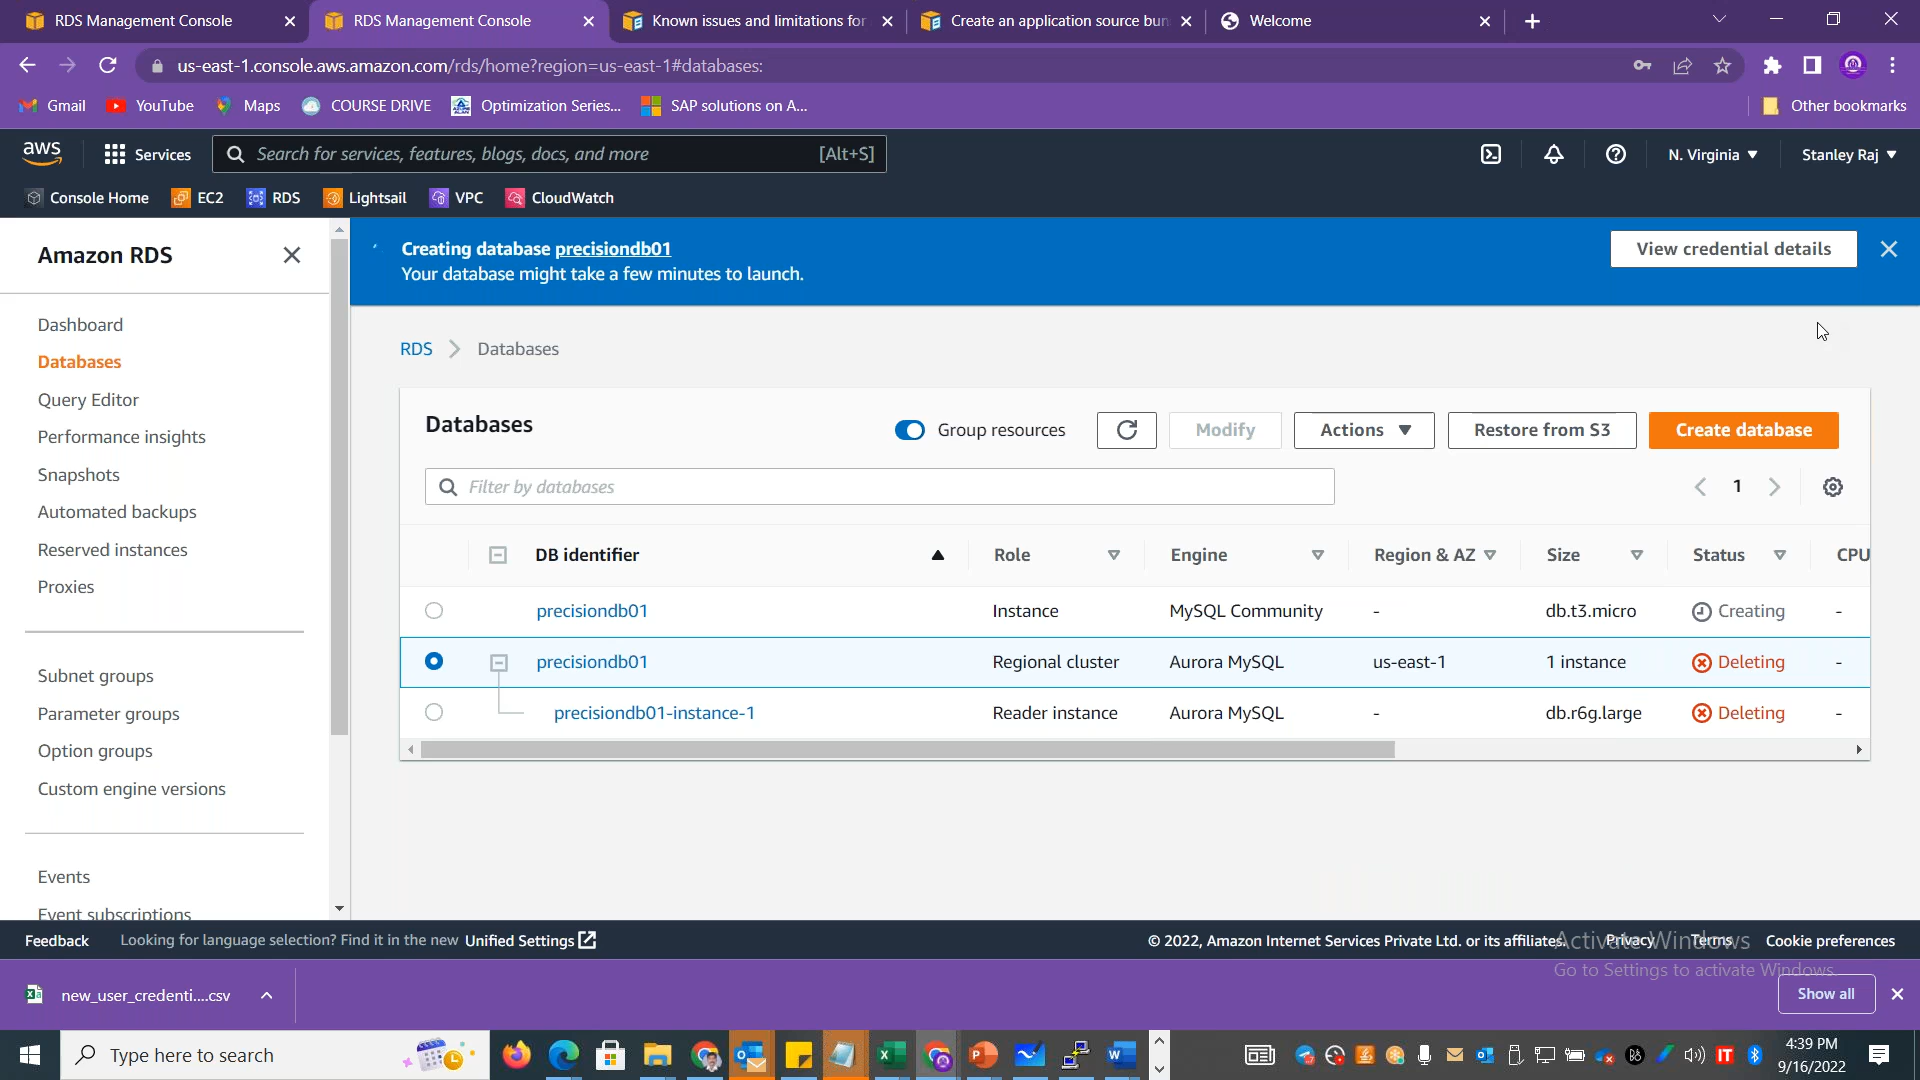 RDS Management Console
RDS Management Console
Known issues and limitations for
Create an application source bun
Welcome
us-east-1.console.aws.amazon.com/rds/home?region=us-east-1#databases:
Gmail
YouTube
Maps
COURSE DRIVE
Optimization Series...
SAP solutions on A...
Other bookmarks
aws
Services
Search for services, features, blogs, docs, and more
[Alt+S]
N. Virginia
Stanley Raj
Console Home
EC2
RDS
Lightsail
VPC
CloudWatch
Amazon RDS
Dashboard
Databases
Query Editor
Performance insights
Snapshots
Automated backups
Reserved instances
Proxies
Subnet groups
Parameter groups
Option groups
Custom engine versions
Events
Event subscriptions
Creating database precisiondb01
Your database might take a few minutes to launch.
View credential details
RDS > Databases
Databases
Group resources
Modify
Actions
Restore from S3
Create database
Filter by databases
1
DB identifier Role Engine Region & AZ Size Status CPU
precisiondb01 Instance MySQL Community - db.t3.micro Creating -
precisiondb01 Regional cluster Aurora MySQL us-east-1 1 instance Deleting -
precisiondb01-instance-1 Reader instance Aurora MySQL - db.r6g.large Deleting -
Feedback
Looking for language selection? Find it in the new Unified Settings
© 2022, Amazon Internet Services Private Ltd. or its affiliates.
Privacy
Terms
Cookie preferences
Activate Windows
Go to Settings to activate Windows.
new_user_credenti....csv
Show all
Type here to search
4:39 PM
9/16/2022